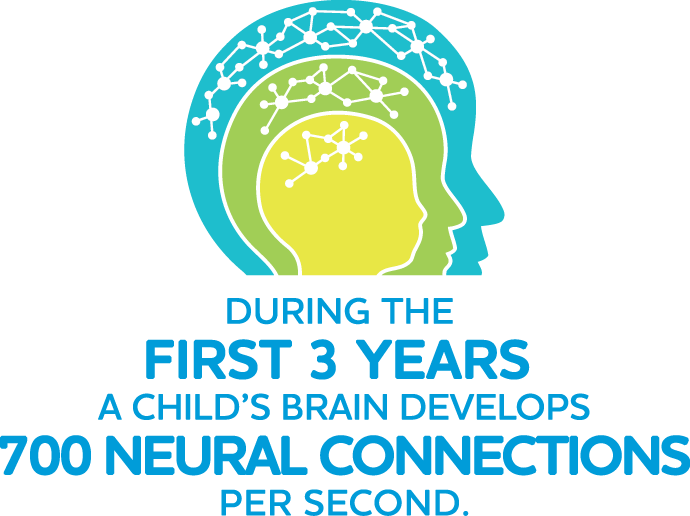 DURING THE
FIRST 3 YEARS
A CHILD'S BRAIN DEVELOPS
700 NEURAL CONNECTIONS
PER SECOND.